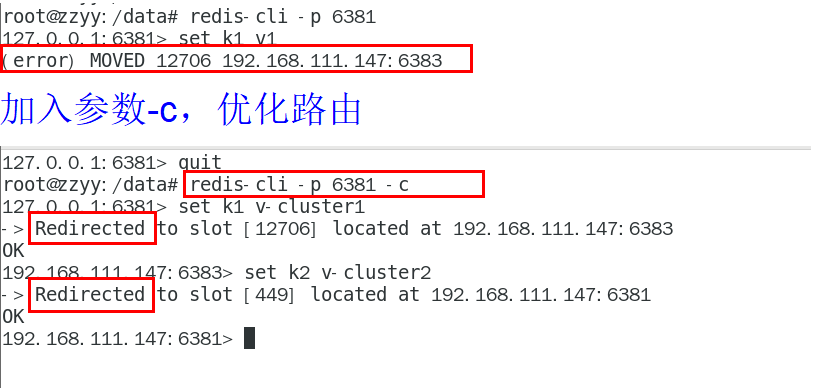 root@zzyy:/data# redis-cli -p 6381
127.0.0.1:6381> set k1 v1
(error) MOVED 12706 192.168.111.147:6383
加入参数-c，优化路由
127.0.0.1:6381> quit
root@zzyy:/data# redis-cli -p 6381 -c
127.0.0.1:6381> set k1 v-cluster1
-> Redirected to slot [12706] located at 192.168.111.147:6383
OK
192.168.111.147:6383> set k2 v-cluster2
-> Redirected to slot [449] located at 192.168.111.147:6381
OK
192.168.111.147:6381>